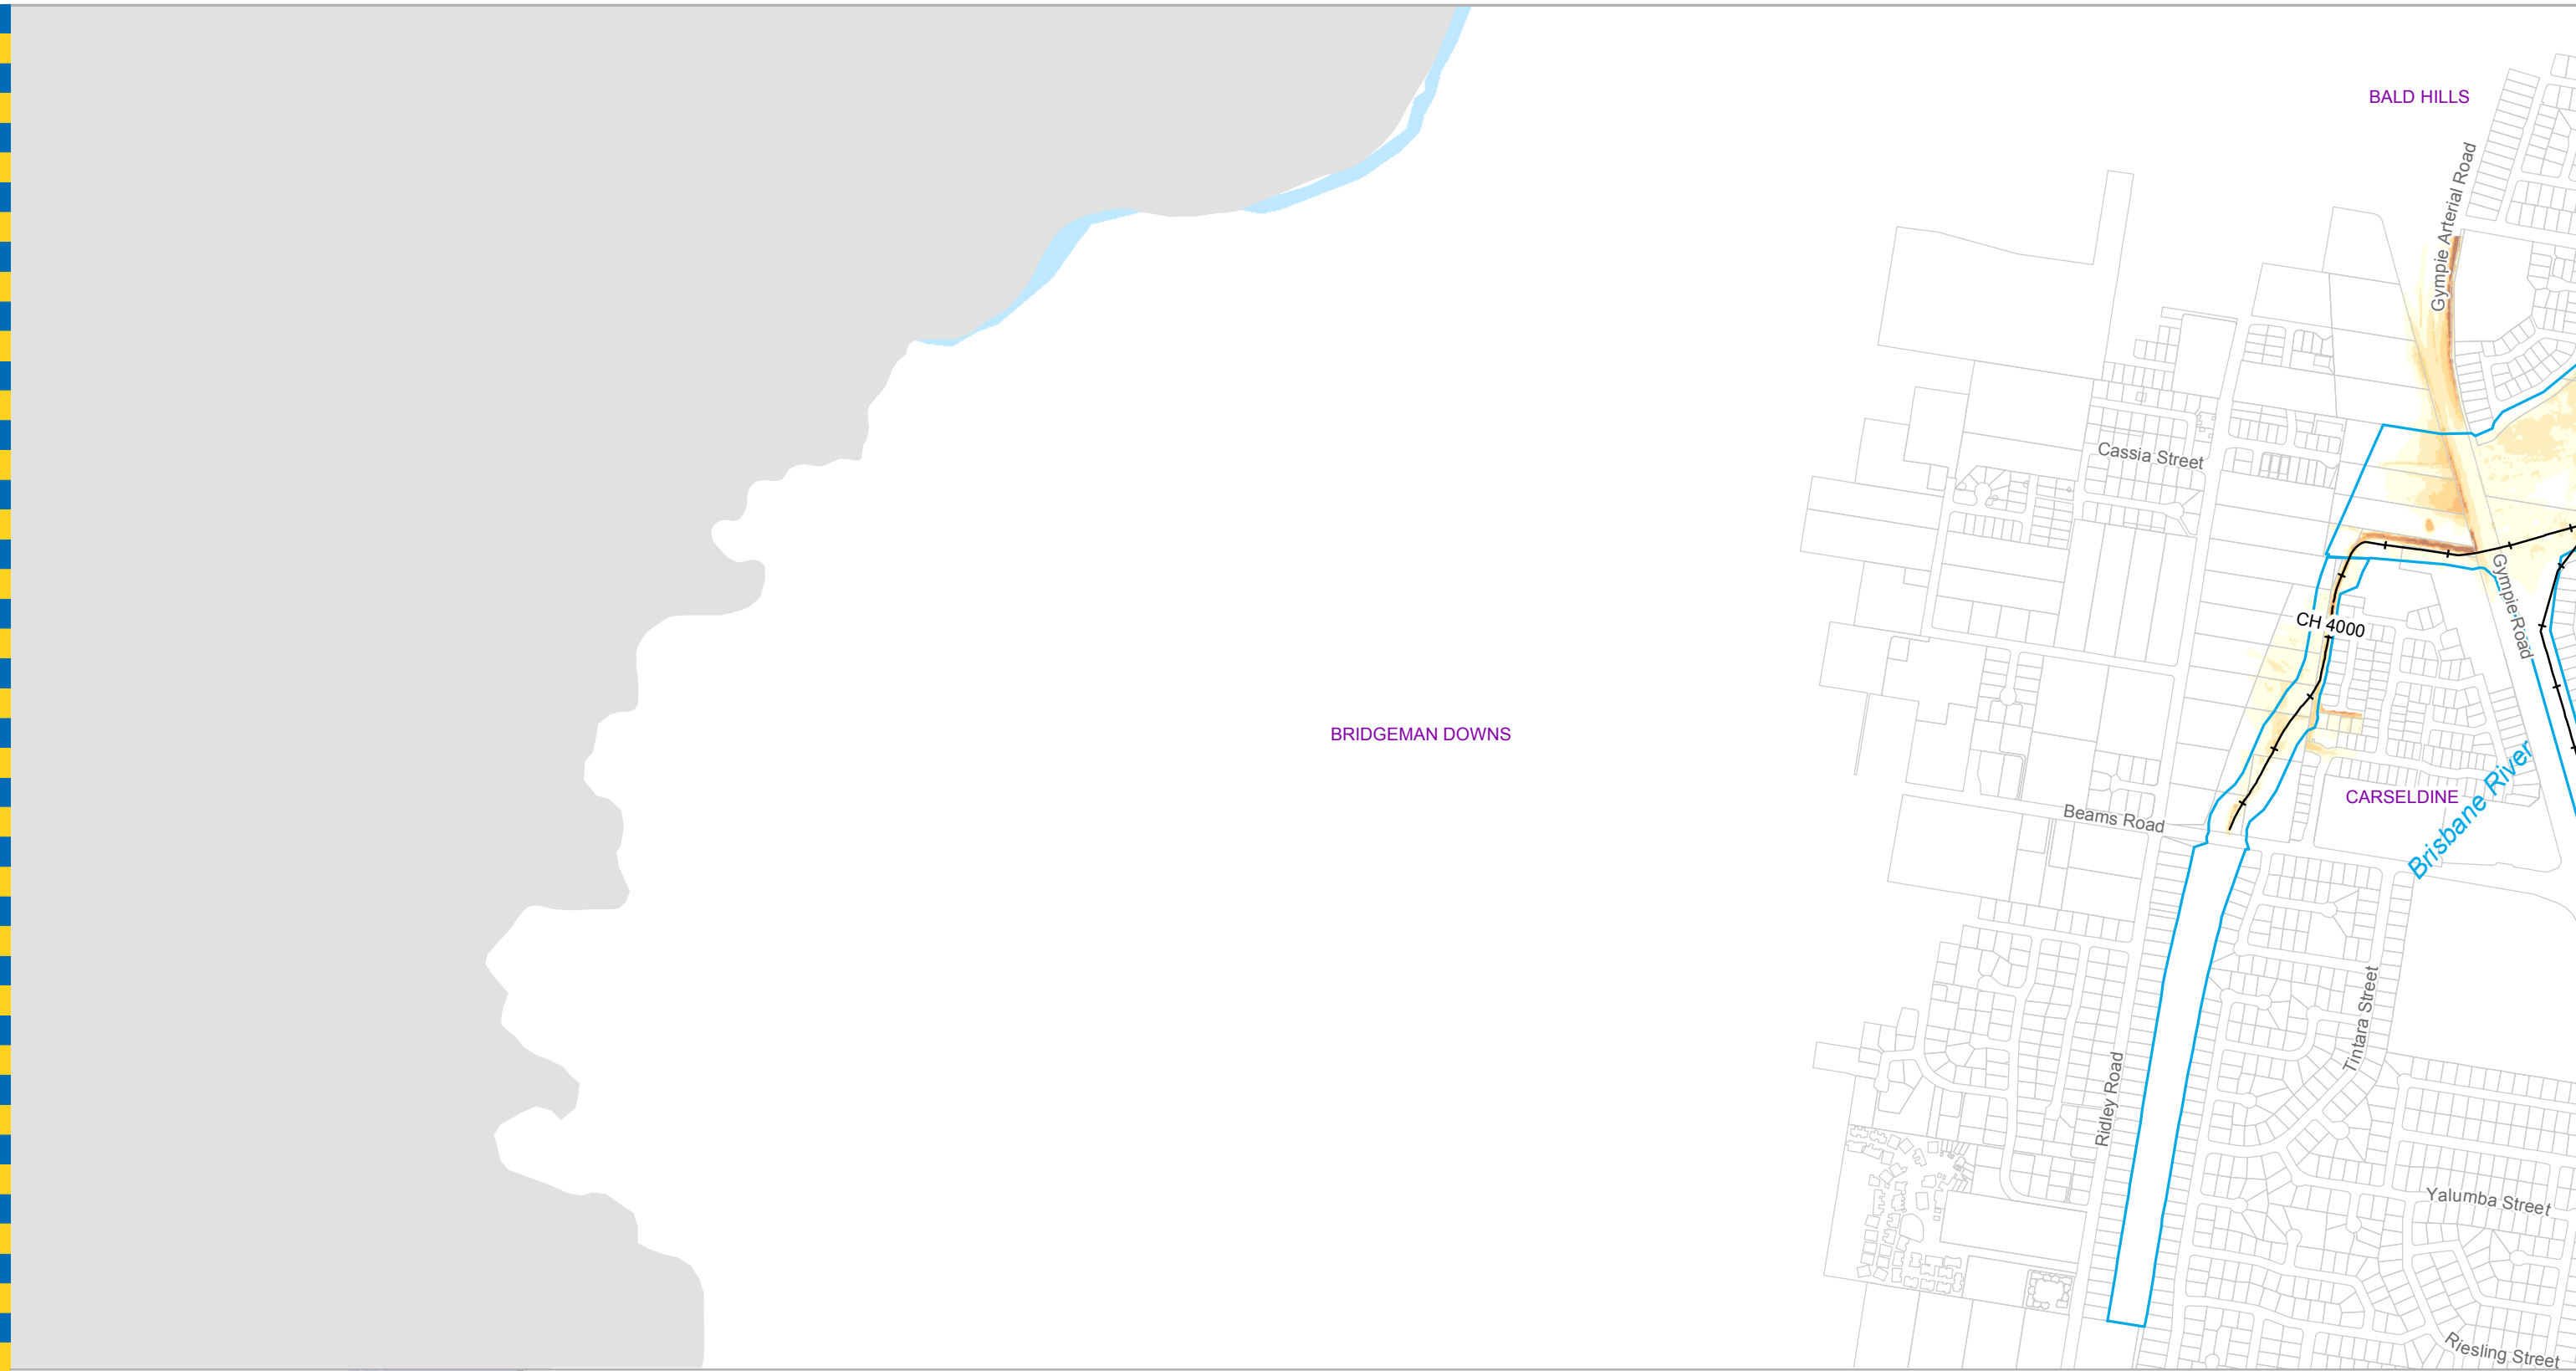 BALD HILLS
Gympie Arterial Road
Cassia Street
Gympie Road
CH 4000
BRIDGEMAN DOWNS
CARSELDINE
Brisbane River
Beams Road
Tintara Street
Ridley Road
Yalumba Street
Riesling Street